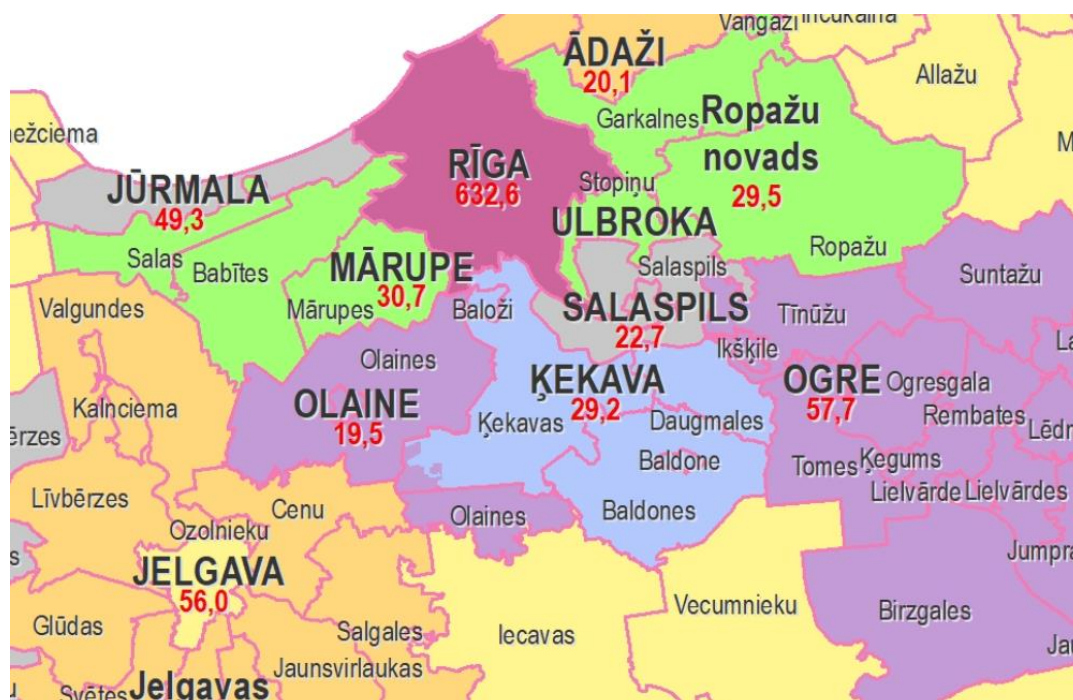 Vangaži
ĀDAŽI
20,1
Allažu
Garkalnes
Ropažu
novads
29,5
RĪGA
632,6
Stopiņu
JŪRMALA
49,3
ULBROKA
Ropažu
Salas
Babītes
MĀRUPE
30,7
Mārupes
Salaspils
Suntažu
Valgundes
Baloži
SALASPILS
22,7
Tīnūžu
Olaines
Ikšķile
Kalnciema
OLAINE
19,5
ĶEKAVA
29,2
OGRE
57,7
Ogresgala
Ķekavas
Daugmales
Rembates
Baldone
Tomes
Ķegums
Līvbērzes
Cenu
Lielvārde
Lielvārdes
Ozolnieku
Olaines
Baldones
JELGAVA
56,0
Vecumnieku
Birzgales
Glūdas
Salgales
Iecavas
Jaunsvirlaukas
Svētes
Jelgavas